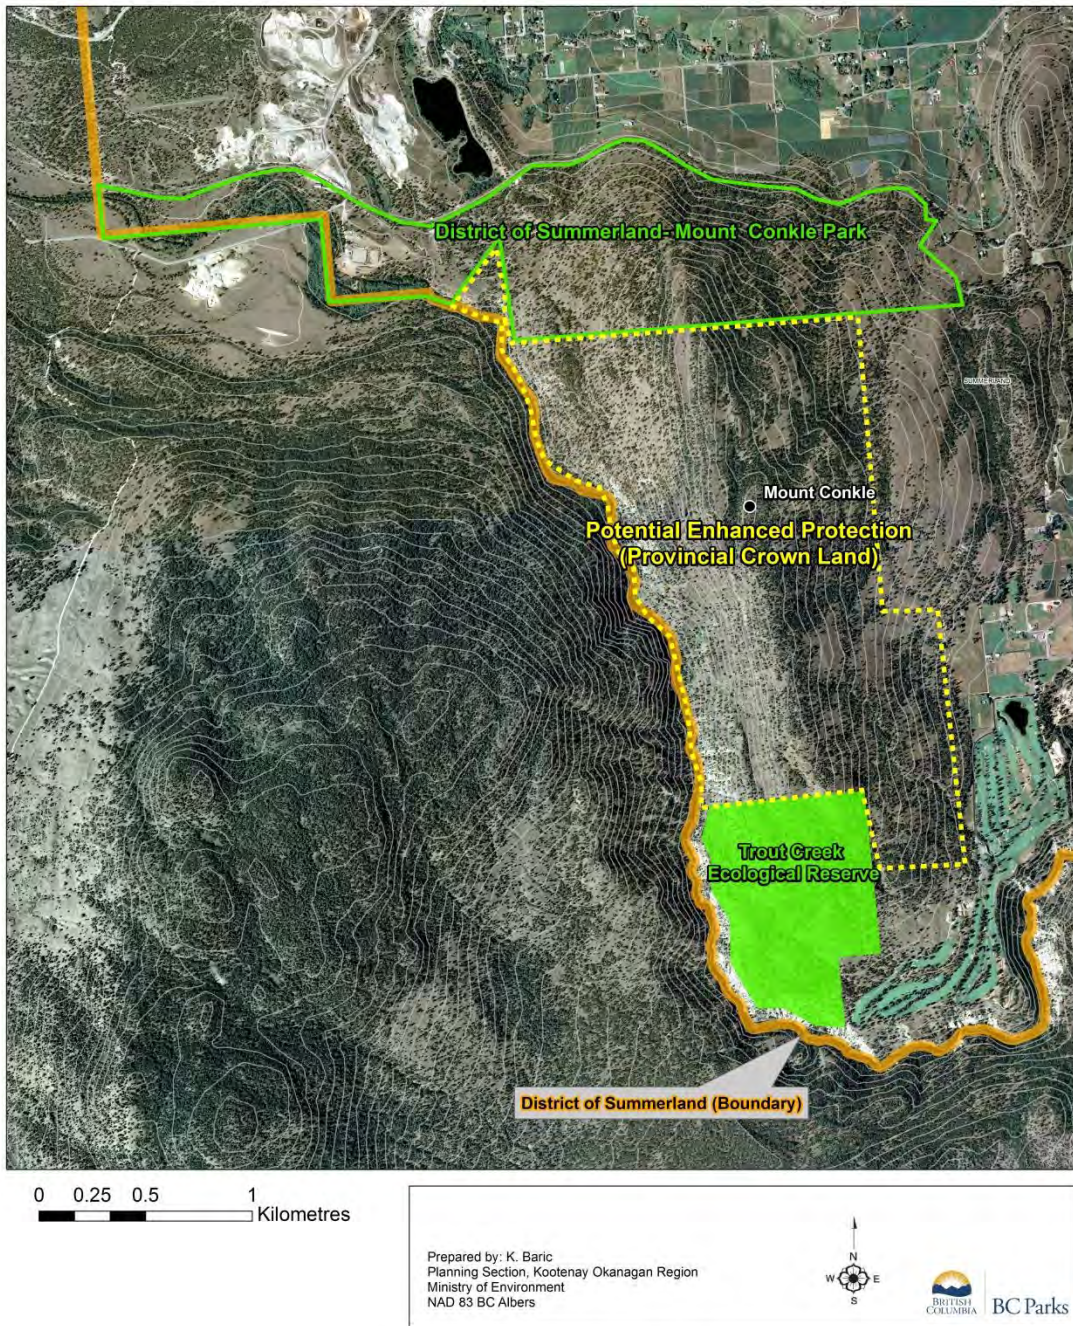 District of Summerland- Mount Conkle Park
SUMMERLAND
Mount Conkle
Potential Enhanced Protection
(Provincial Crown Land)
Trout Creek
Ecological Reserve
District of Summerland (Boundary)
0 0.25 0.5 1
Kilometres
Prepared by: K. Baric
Planning Section, Kootenay Okanagan Region
Ministry of Environment
NAD 83 BC Albers
N
W E
S
BRITISH
COLUMBIA
BC Parks